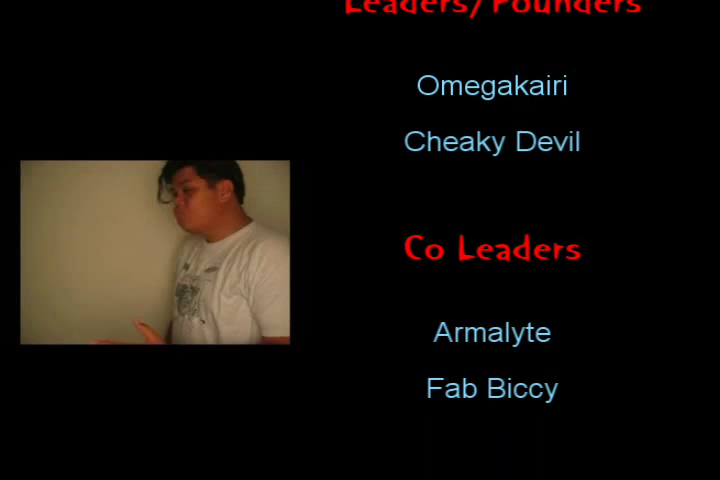 Leaders/Founders
Omegakairi
Cheaky Devil
Co Leaders
Armalyte
Fab Biccy